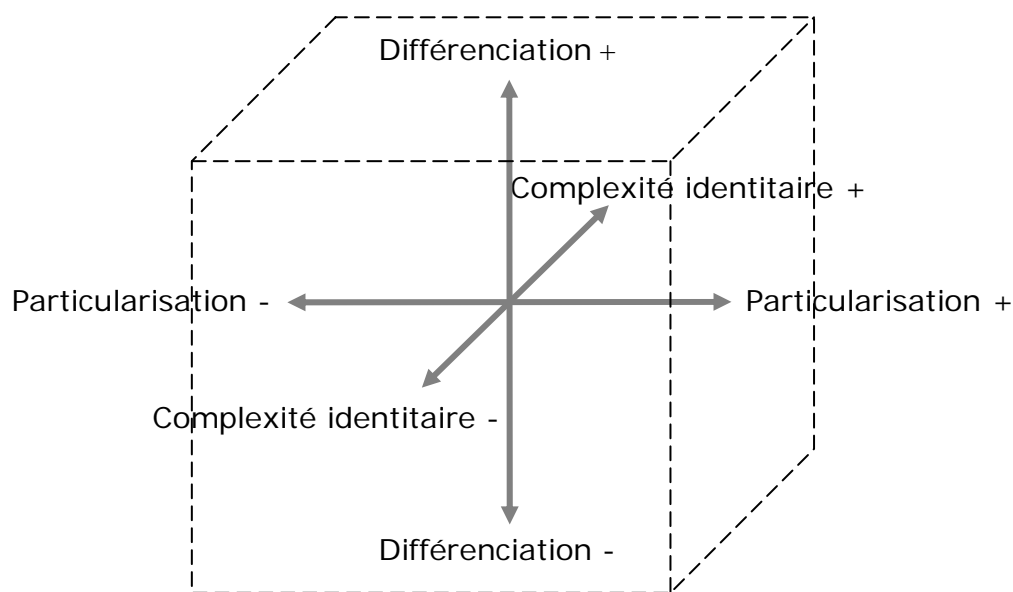 Différenciation +
Complexité identitaire +
Particularisation -
Particularisation +
Complexité identitaire -
Différenciation -